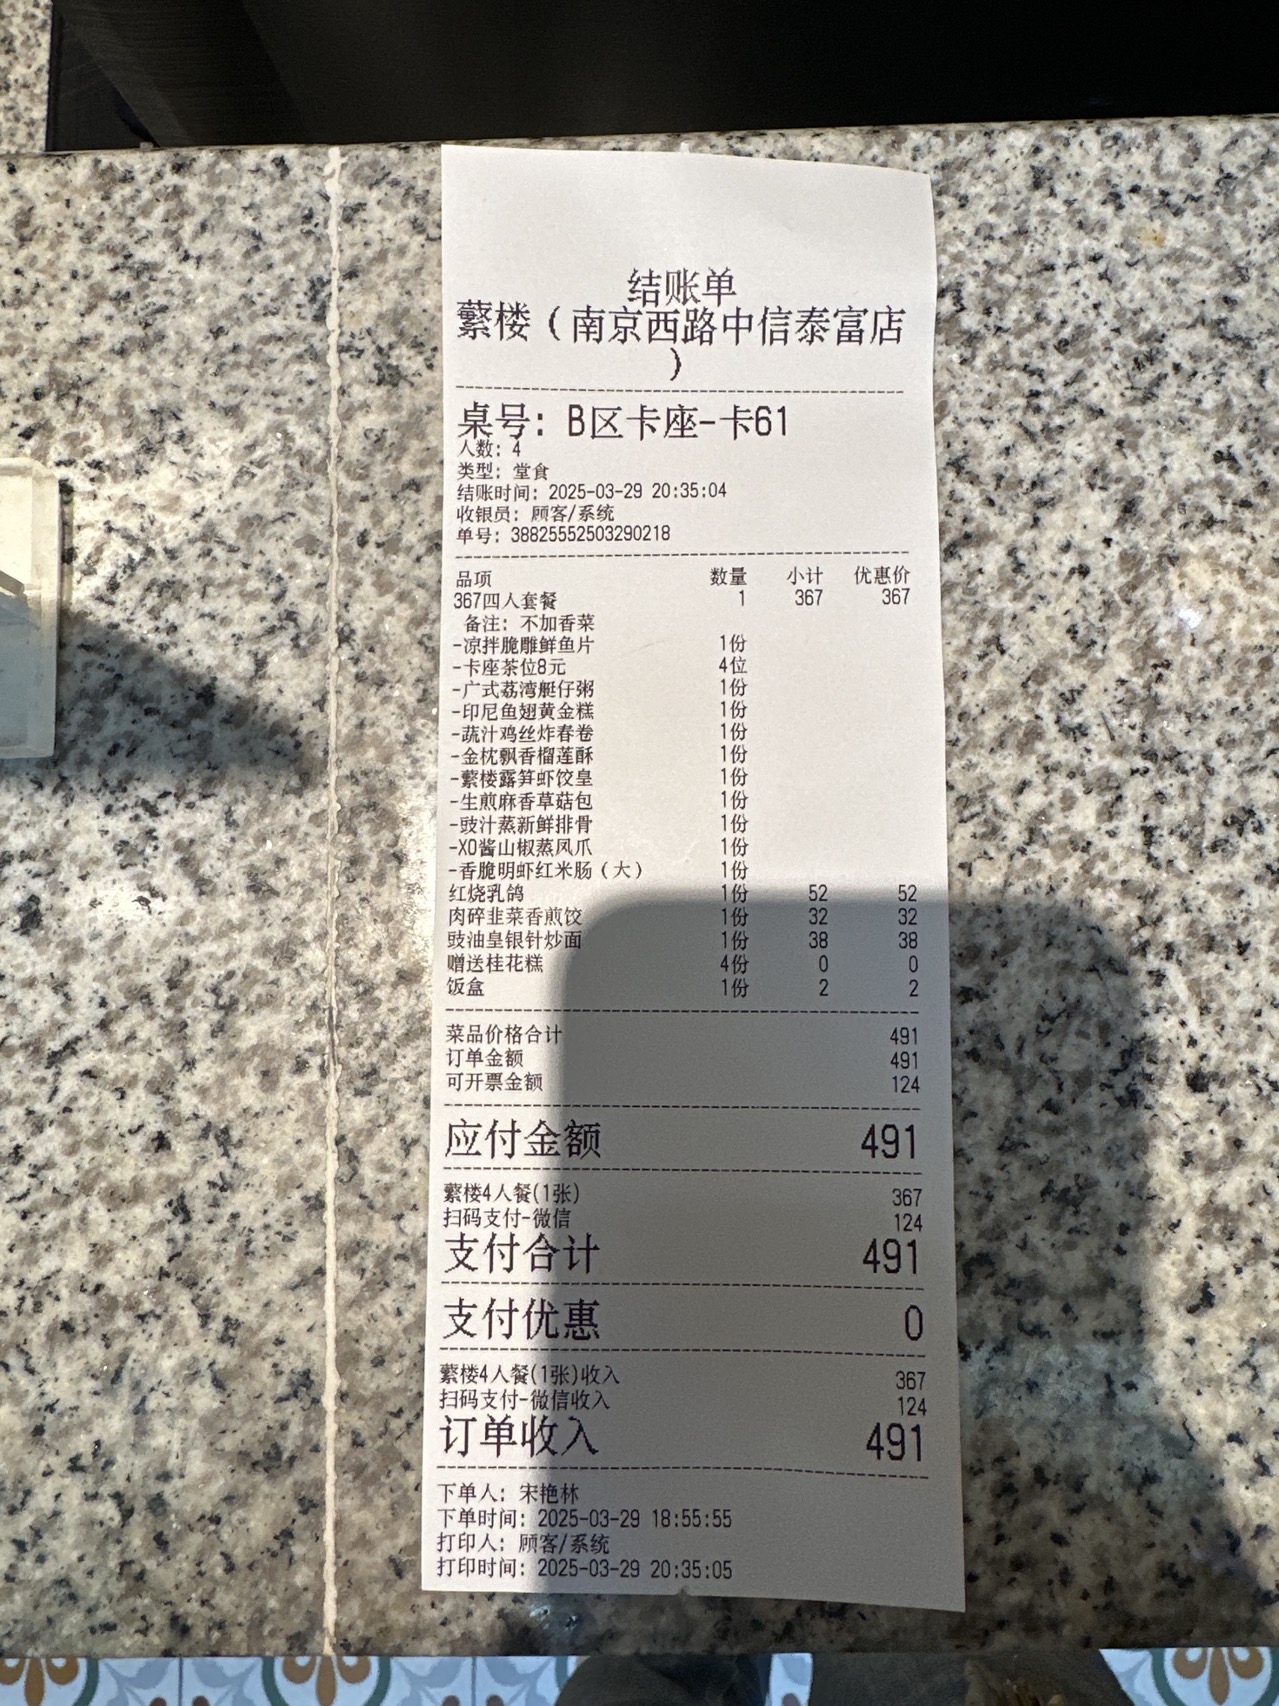 结账单
蘩楼（南京西路中信泰富店
）
桌号：B区卡座-卡61
人数：4
类型：堂食
结账时间：2025-03-29 20:35:04
收银员：顾客/系统
单号：38825552503290218
品项 数量 小计 优惠价
367四人套餐 1 367 367
备注：不加香菜
-凉拌脆雕鲜鱼片 1份
-卡座茶位8元 4位
-广式荔湾艇仔粥 1份
-印尼鱼翅黄金糕 1份
-蔬汁鸡丝炸春卷 1份
-金枕飘香榴莲酥 1份
-蘩楼露笋虾饺皇 1份
-生煎麻香草菇包 1份
-豉汁蒸新鲜排骨 1份
-XO酱山椒蒸凤爪 1份
-香脆明虾红米肠（大） 1份
红烧乳鸽 1份 52 52
肉碎韭菜香煎饺 1份 32 32
豉油皇银针炒面 1份 38 38
赠送桂花糕 4份 0 0
饭盒 1份 2 2
菜品价格合计 491
订单金额 491
可开票金额 124
应付金额 491
蘩楼4人餐(1张) 367
扫码支付-微信 124
支付合计 491
支付优惠 0
蘩楼4人餐(1张)收入 367
扫码支付-微信收入 124
订单收入 491
下单人：宋艳林
下单时间：2025-03-29 18:55:55
打印人：顾客/系统
打印时间：2025-03-29 20:35:05